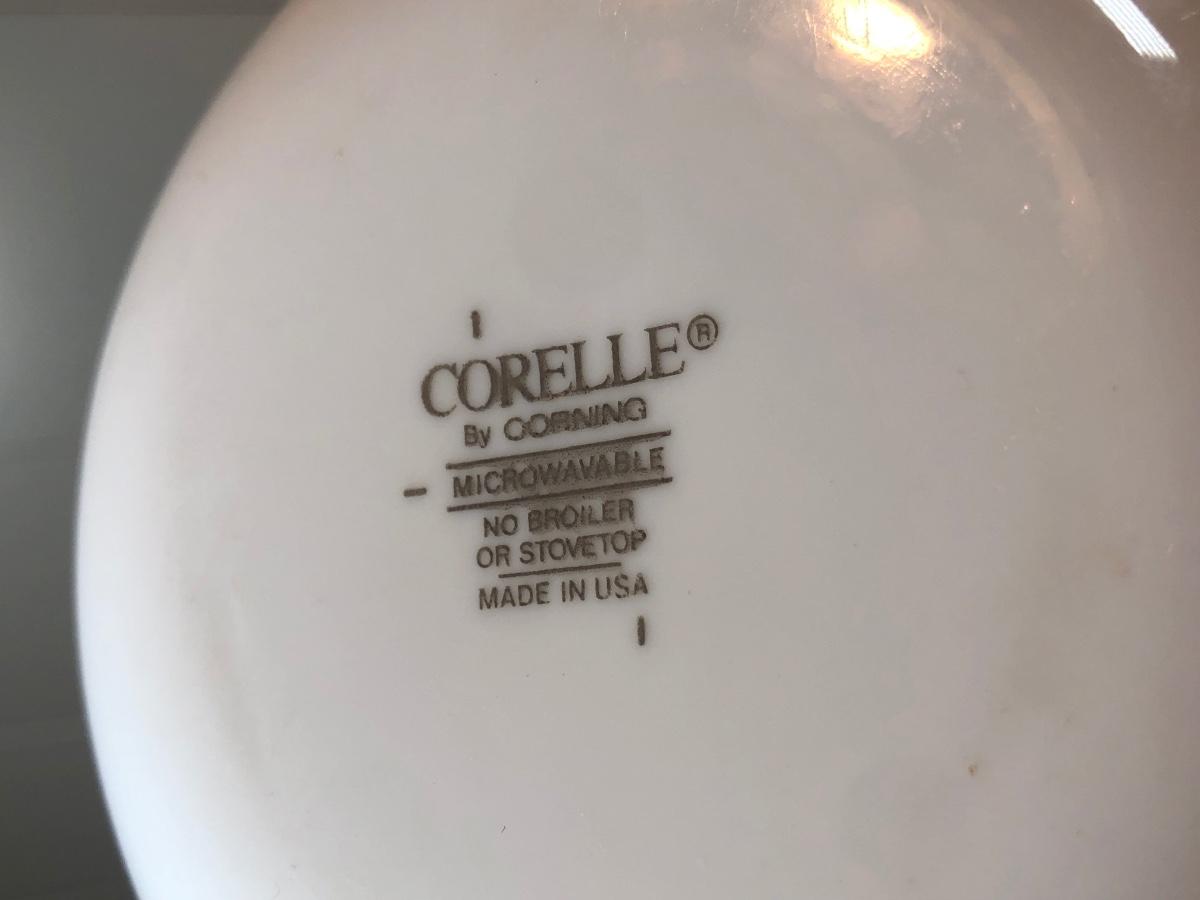 CORELLE®
By CORNING
MICROWAVABLE
NO BROILER
OR STOVETOP
MADE IN USA